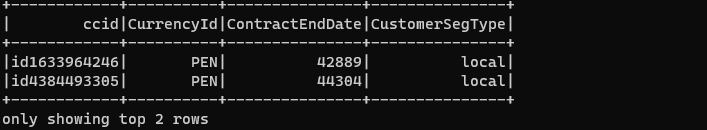 +------------+----------+---------------+---------------+
|        ccid|CurrencyId|ContractEndDate|CustomerSegType|
+------------+----------+---------------+---------------+
|id1633964246|       PEN|          42889|          local|
|id4384493305|       PEN|          44304|          local|
+------------+----------+---------------+---------------+
only showing top 2 rows